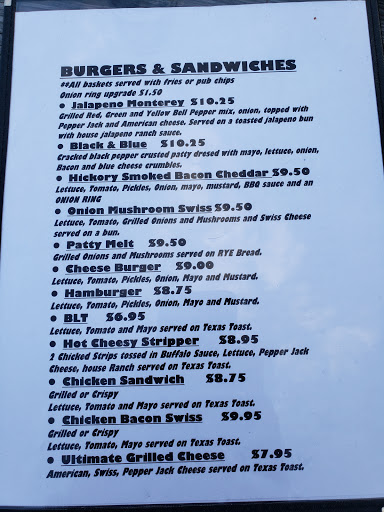 BURGERS & SANDWICHES
**All baskets served with fries or pub chips
Onion ring upgrade $1.50
• Jalapeno Monterey $10.25
Grilled Red, Green and Yellow Bell Pepper mix, onion, topped with
Pepper Jack and American cheese. Served on a toasted jalapeno bun
with house jalapeno ranch sauce.
• Black & Blue $10.25
Cracked black pepper crusted patty dresed with mayo, lettuce, onion,
Bacon and blue cheese crumbles.
• Hickory Smoked Bacon Cheddar $9.50
Lettuce, Tomato, Pickles, Onion, mayo, mustard, BBQ sauce and an
ONION RING
• Onion Mushroom Swiss $9.50
Lettuce, Tomato, Grilled Onions and Mushrooms and Swiss Cheese
served on a bun.
• Patty Melt $9.50
Grilled Onions and Mushrooms served on RYE Bread.
• Cheese Burger $9.00
Lettuce, Tomato, Pickles, Onion, Mayo and Mustard.
• Hamburger $8.75
Lettuce, Tomato, Pickles, Onion, Mayo and Mustard.
• BLT $6.95
Lettuce, Tomato and Mayo served on Texas Toast.
• Hot Cheesy Stripper $8.95
2 Chicked Strips tossed in Buffalo Sauce, Lettuce, Pepper Jack
Cheese, house Ranch served on Texas Toast.
• Chicken Sandwich $8.75
Grilled or Crispy
Lettuce, Tomato and Mayo served on Texas Toast.
• Chicken Bacon Swiss $9.95
Grilled or Crispy
Lettuce, Tomato, Mayo served on Texas Toast.
• Ultimate Grilled Cheese $7.95
American, Swiss, Pepper Jack Cheese served on Texas Toast.